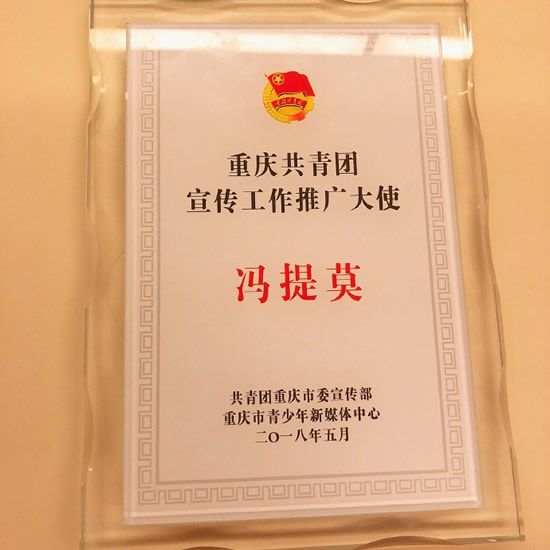 重庆共青团
宣传工作推广大使
冯提莫
共青团重庆市委宣传部
重庆市青少年新媒体中心
二〇一八年五月